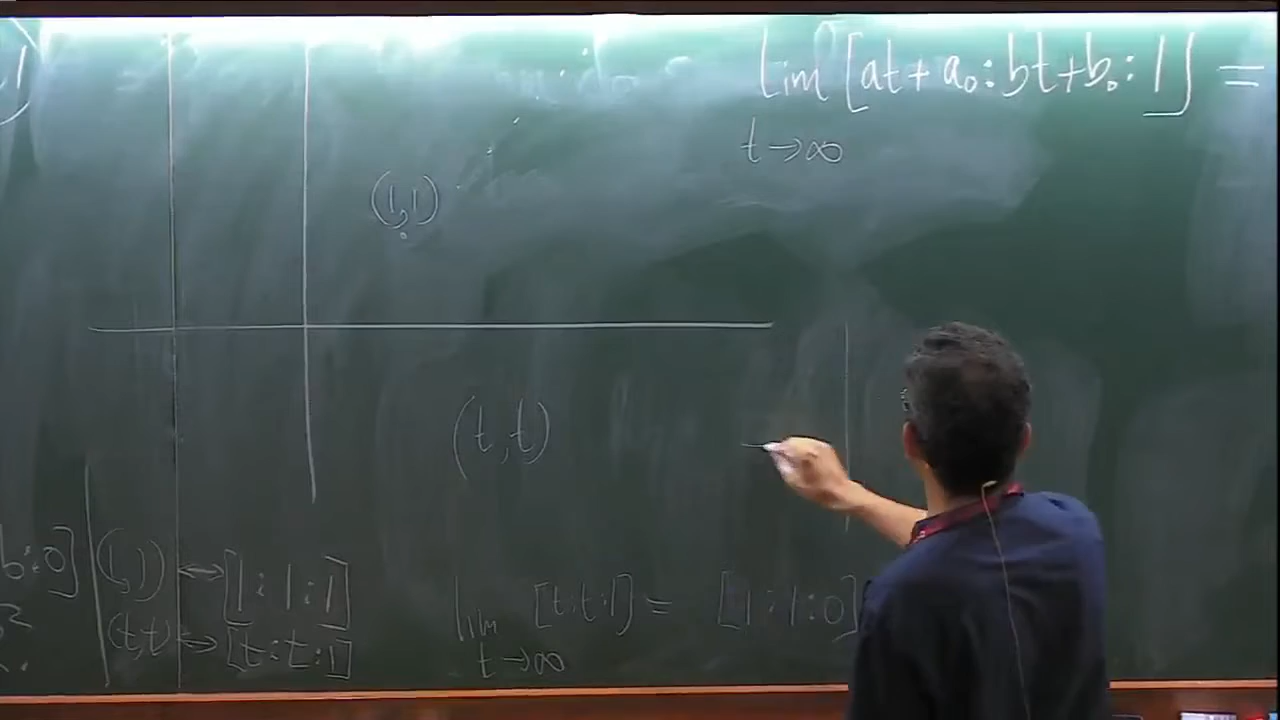 lim [at + a₀ : bt + b₀ : 1] =
t → ∞
(1,1)
(t,t)
b:0]
(1,1) ↔ [1:1:1]
(t,t) ↔ [t:t:1]
lim [t:t:1] = [1:1:0]
t → ∞